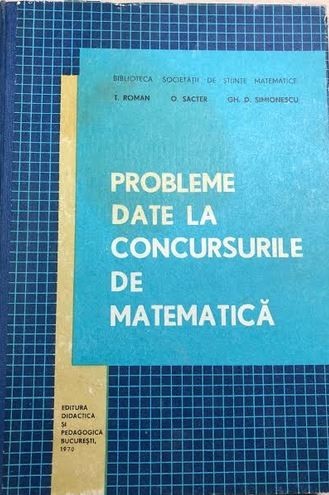 BIBLIOTECA SOCIETĂȚII DE ȘTIINȚE MATEMATICE
T. ROMAN O. SACTER GH. D. SIMIONESCU
PROBLEME
DATE LA
CONCURSURILE
DE
MATEMATICĂ
EDITURA
DIDACTICĂ
ȘI
PEDAGOGICĂ
BUCUREȘTI,
1970